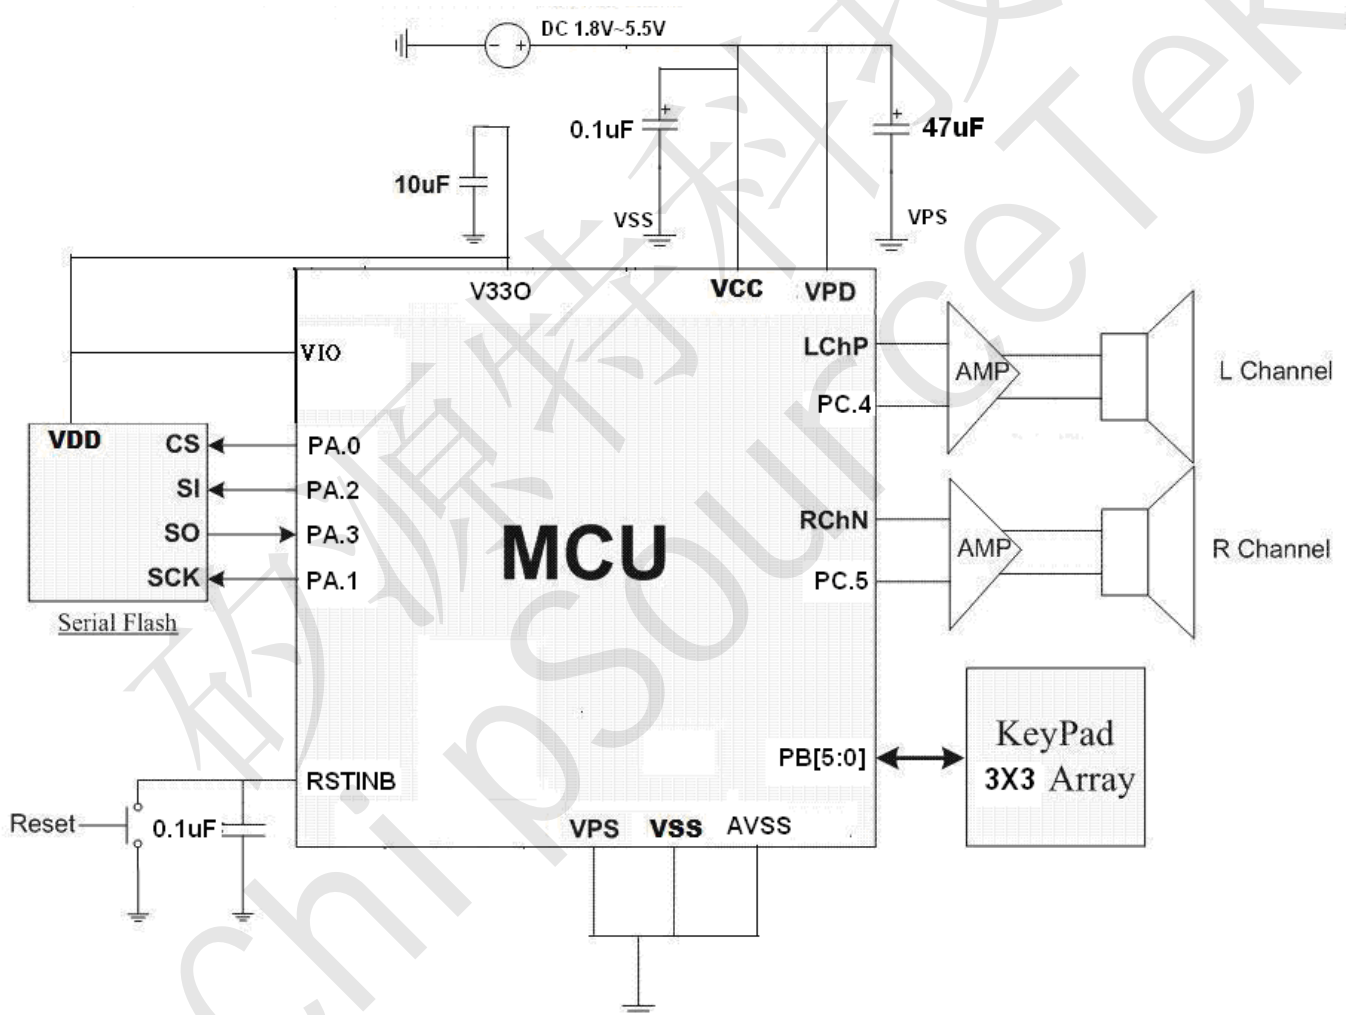 DC 1.8V~5.5V
0.1uF
47uF
10uF
VSS
VPS
V33O
VCC
VPD
VIO
LChP
AMP
L Channel
PC.4
VDD
CS
PA.0
SI
PA.2
SO
PA.3
SCK
PA.1
Serial Flash
MCU
RChN
AMP
R Channel
PC.5
PB[5:0]
KeyPad
3X3 Array
RSTINB
Reset
0.1uF
VPS
VSS
AVSS
矽源特科技
ChipSourceTek